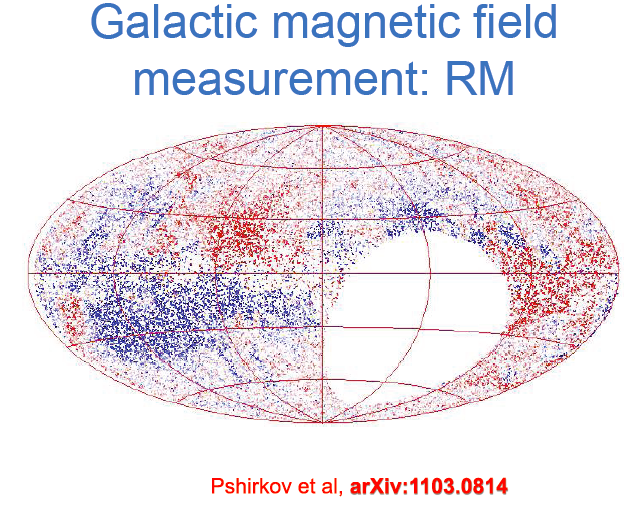 Galactic magnetic field
measurement: RM
Pshirkov et al, arXiv:1103.0814